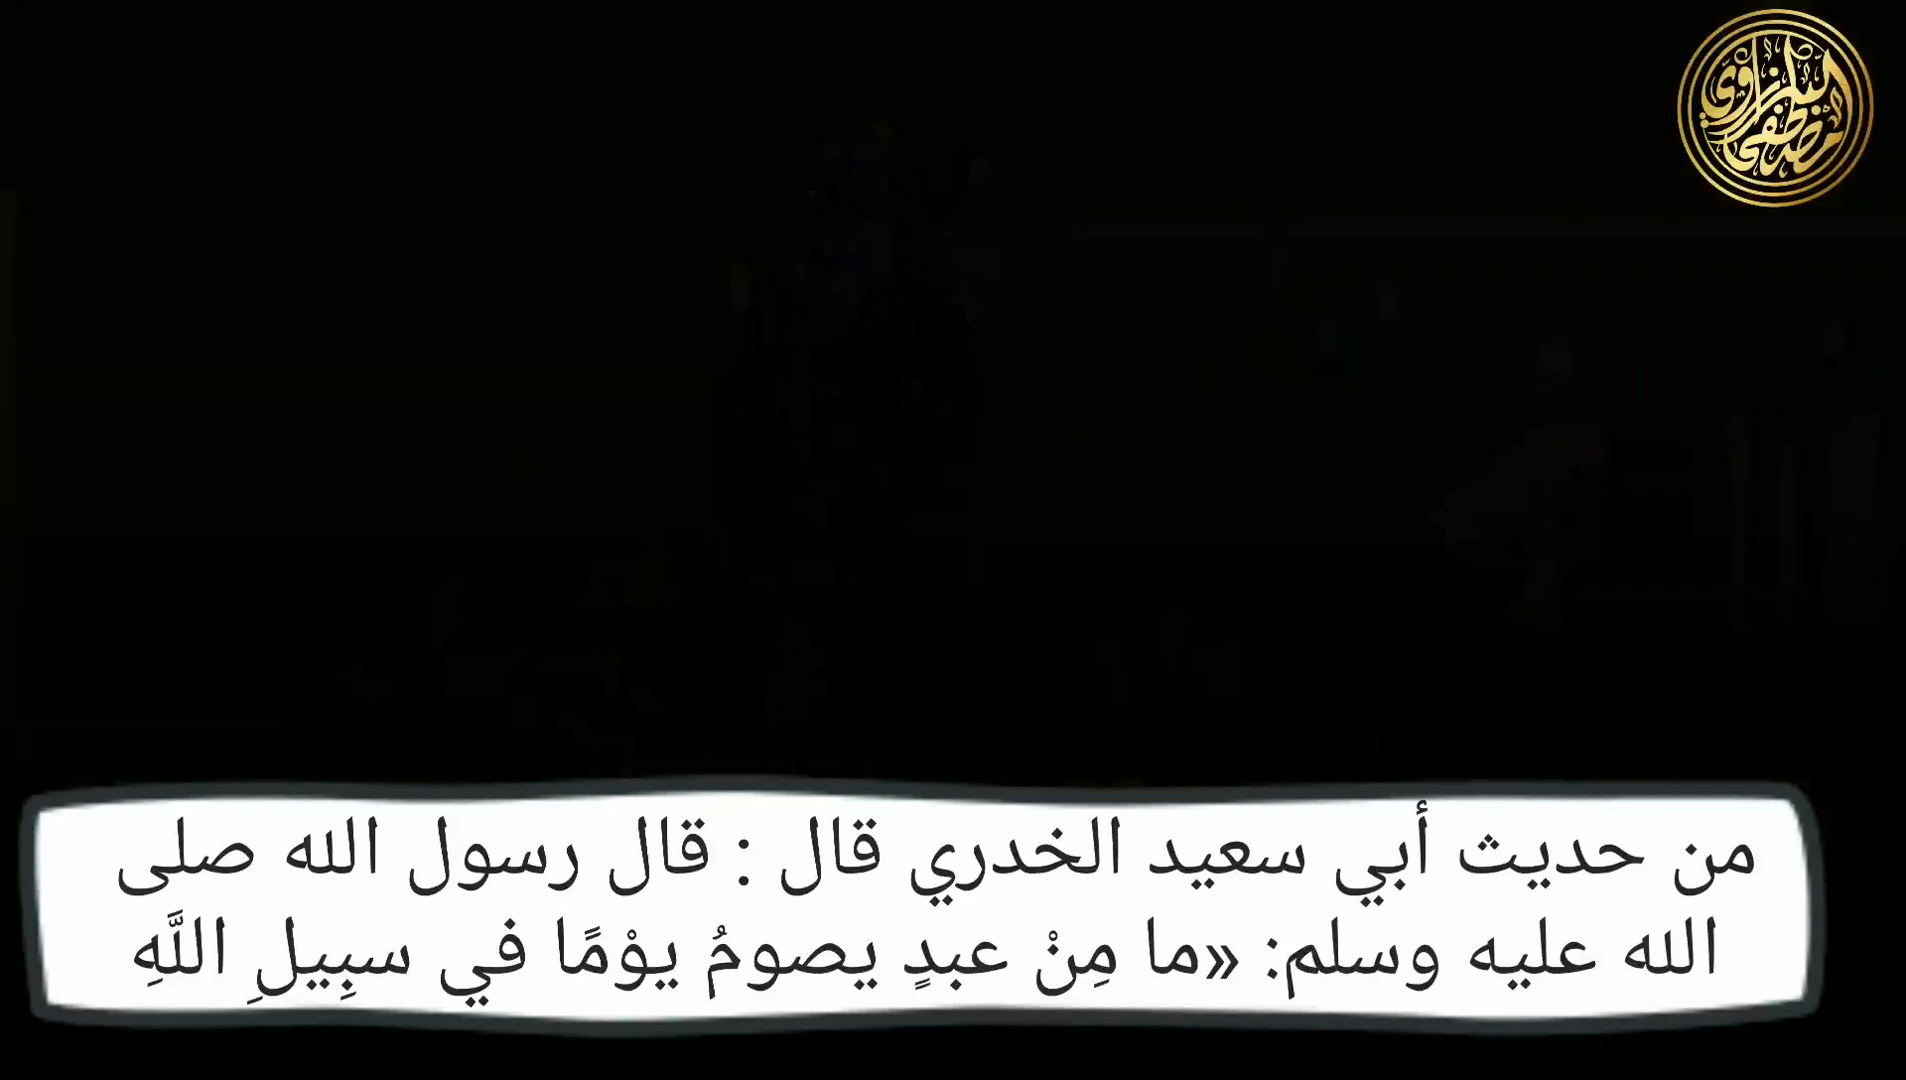 من حديث أبي سعيد الخدري قال : قال رسول الله صلى
الله عليه وسلم: «ما مِنْ عبدٍ يصومُ يوْمًا في سبِيلِ اللَّهِ